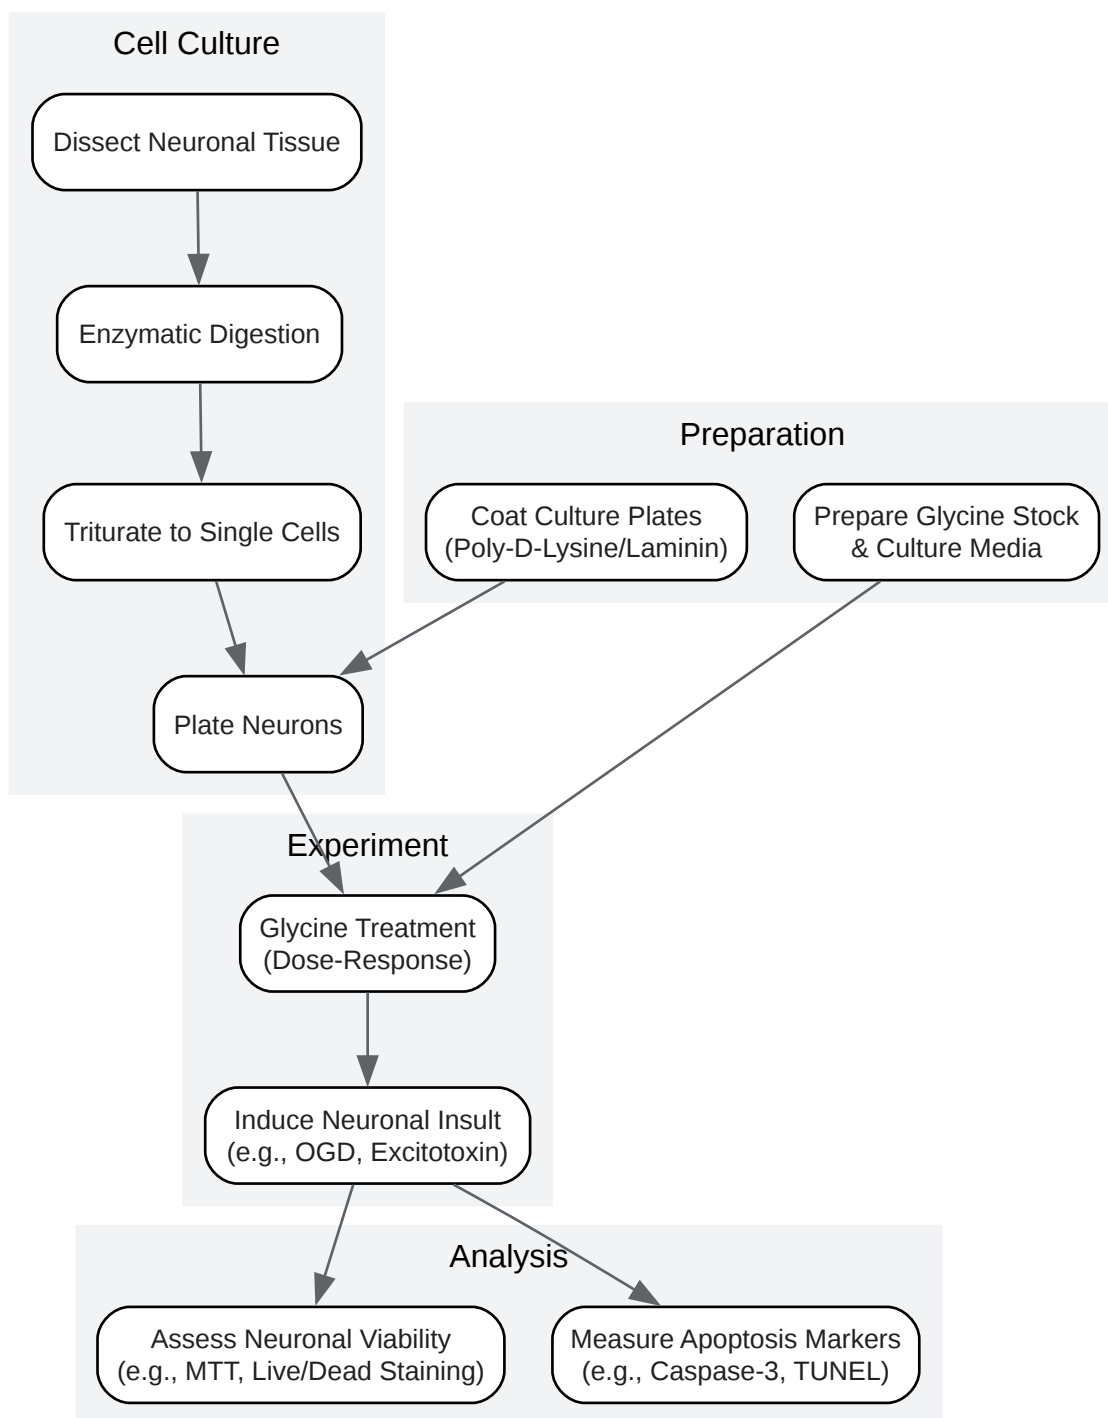 Cell Culture
Dissect Neuronal Tissue
Enzymatic Digestion
Triturate to Single Cells
Plate Neurons
Preparation
Coat Culture Plates
(Poly-D-Lysine/Laminin)
Prepare Glycine Stock
& Culture Media
Experiment
Glycine Treatment
(Dose-Response)
Induce Neuronal Insult
(e.g., OGD, Excitotoxin)
Analysis
Assess Neuronal Viability
(e.g., MTT, Live/Dead Staining)
Measure Apoptosis Markers
(e.g., Caspase-3, TUNEL)